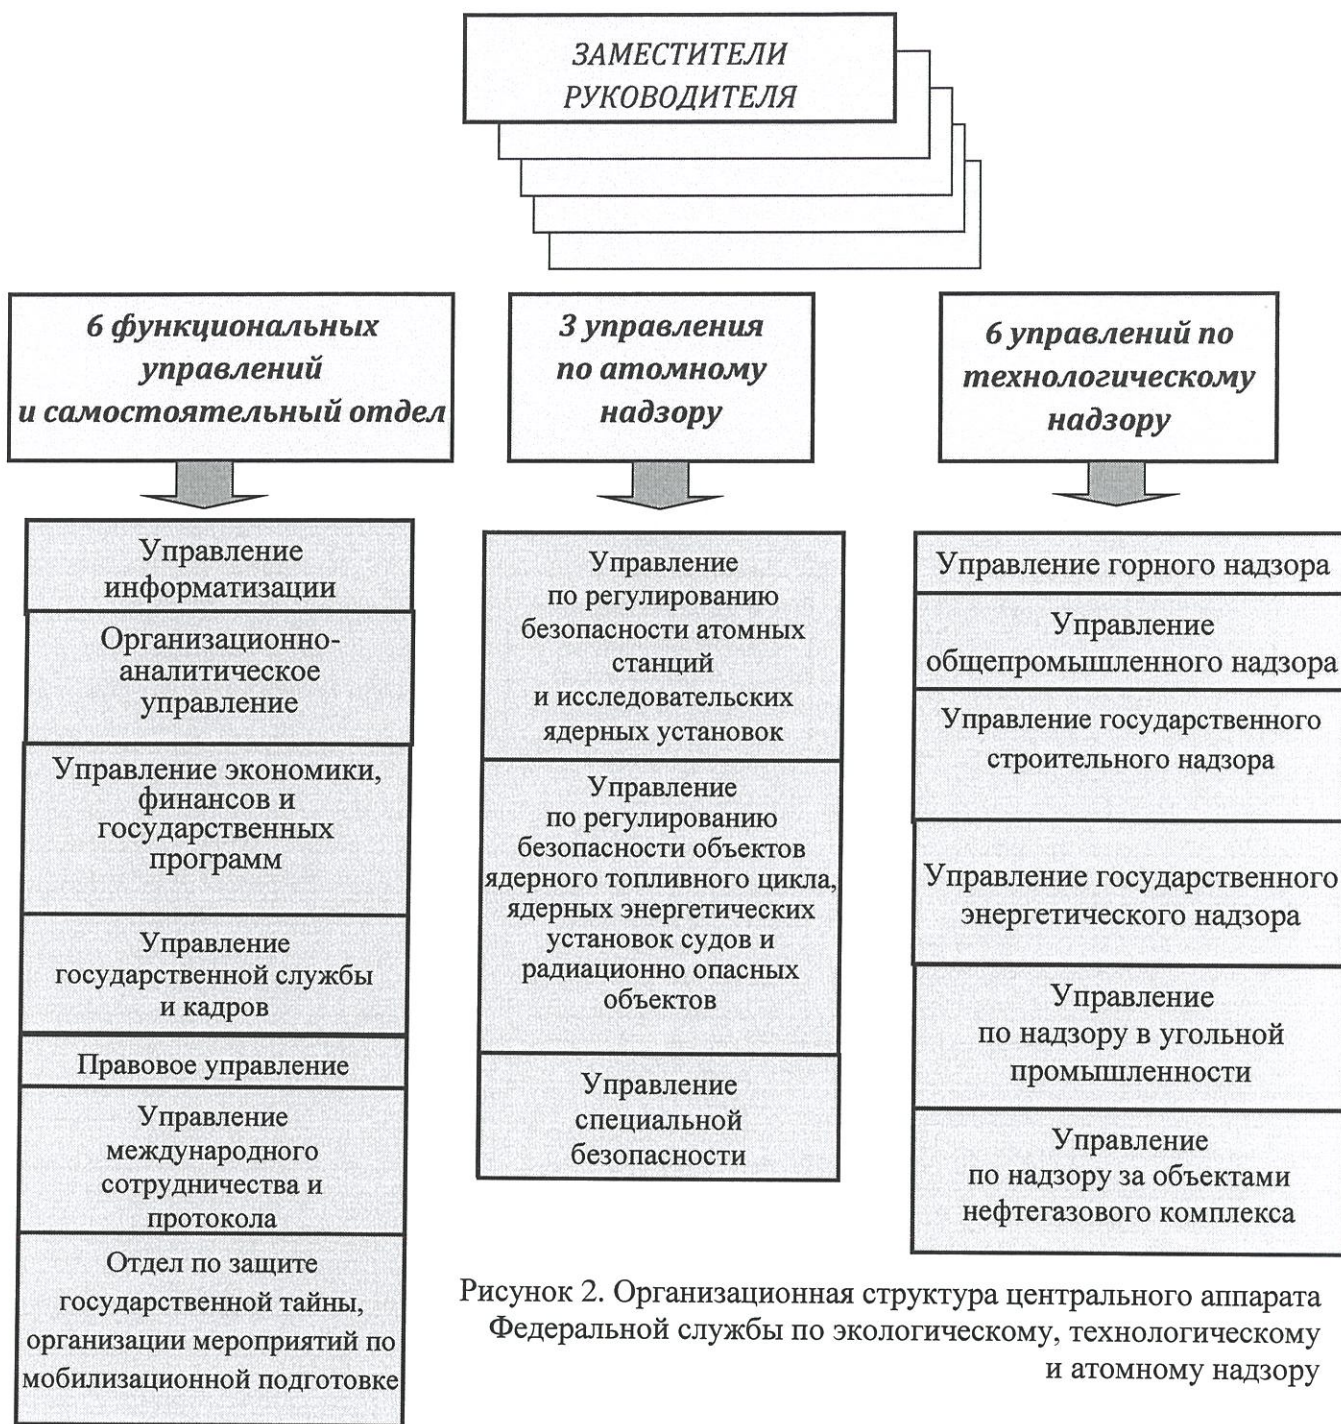 ЗАМЕСТИТЕЛИ
РУКОВОДИТЕЛЯ
6 функциональных
управлений
и самостоятельный отдел
3 управления
по атомному
надзору
6 управлений по
технологическому
надзору
Управление
информатизации
Организационно-
аналитическое
управление
Управление экономики,
финансов и
государственных
программ
Управление
государственной службы
и кадров
Правовое управление
Управление
международного
сотрудничества и
протокола
Отдел по защите
государственной тайны,
организации мероприятий по
мобилизационной подготовке
Управление
по регулированию
безопасности атомных
станций
и исследовательских
ядерных установок
Управление
по регулированию
безопасности объектов
ядерного топливного цикла,
ядерных энергетических
установок судов и
радиационно опасных
объектов
Управление
специальной
безопасности
Управление горного надзора
Управление
общепромышленного надзора
Управление государственного
строительного надзора
Управление государственного
энергетического надзора
Управление
по надзору в угольной
промышленности
Управление
по надзору за объектами
нефтегазового комплекса
Рисунок 2. Организационная структура центрального аппарата
Федеральной службы по экологическому, технологическому
и атомному надзору